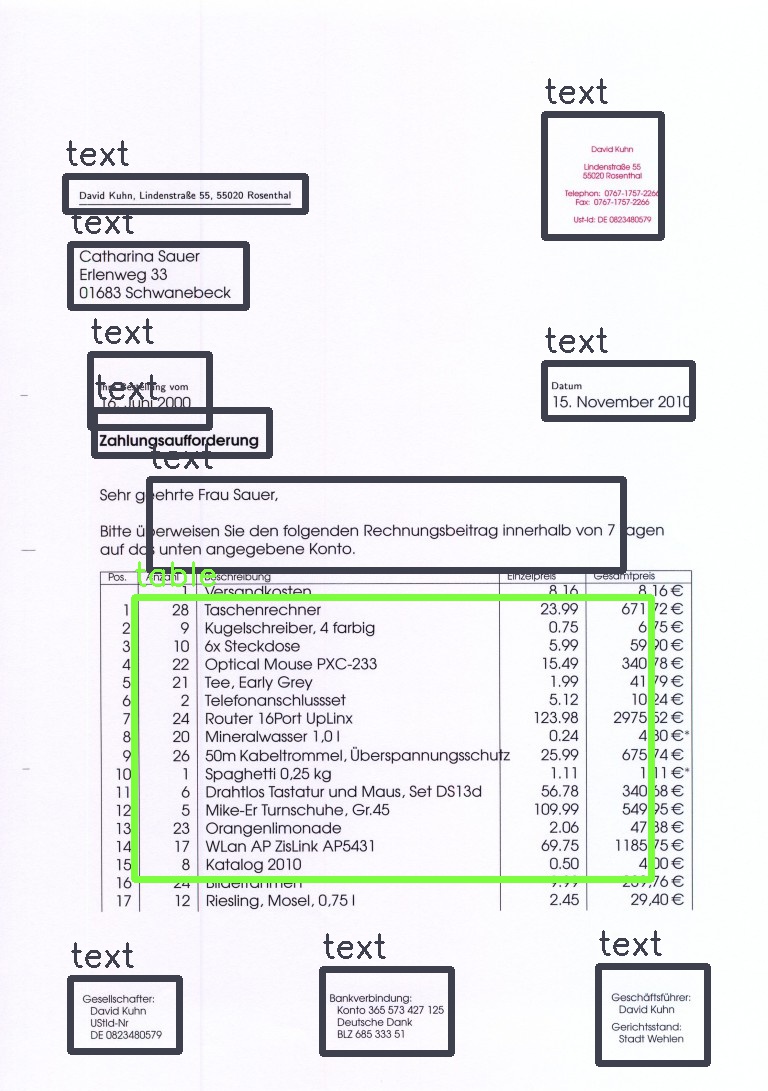 text
David Kuhn
Lindenstraße 55
55020 Rosenthal
Telephon: 0767-1757-2266
Fax: 0767-1757-2266
Ust-Id: DE 0823480579
text
David Kuhn, Lindenstraße 55, 55020 Rosenthal
text
Catharina Sauer
Erlenweg 33
01683 Schwanebeck
text
vom
16. Juni 2000
text
Datum
15. November 2010
text
Zahlungsaufforderung
text
Sehr geehrte Frau Sauer,
Bitte überweisen Sie den folgenden Rechnungsbeitrag innerhalb von 7 Tagen
auf das unten angegebene Konto.
table
Pos. Anzahl Beschreibung Einzelpreis Gesamtpreis
1 Versandkosten 8.16 8,16 €
1 28 Taschenrechner 23.99 671,72 €
2 9 Kugelschreiber, 4 farbig 0.75 6,75 €
3 10 6x Steckdose 5.99 59,90 €
4 22 Optical Mouse PXC-233 15.49 340,78 €
5 21 Tee, Early Grey 1.99 41,79 €
6 2 Telefonanschlussset 5.12 10,24 €
7 24 Router 16Port UpLinx 123.98 2975,52 €
8 20 Mineralwasser 1,0 l 0.24 4,80 €*
9 26 50m Kabeltrommel, Überspannungsschutz 25.99 675,74 €
10 1 Spaghetti 0,25 kg 1.11 1,11 €*
11 6 Drahtlos Tastatur und Maus, Set DS13d 56.78 340,68 €
12 5 Mike-Er Turnschuhe, Gr.45 109.99 549,95 €
13 23 Orangenlimonade 2.06 47,38 €
14 17 WLan AP ZisLink AP5431 69.75 1185,75 €
15 8 Katalog 2010 0.50 4,00 €
16 24 Bilderrahmen 9.99 239,76 €
17 12 Riesling, Mosel, 0,75 l 2.45 29,40 €
text
Gesellschafter:
David Kuhn
UStId-Nr
DE 0823480579
text
Bankverbindung:
Konto 365 573 427 125
Deutsche Dank
BLZ 685 333 51
text
Geschäftsführer:
David Kuhn
Gerichtsstand:
Stadt Wehlen